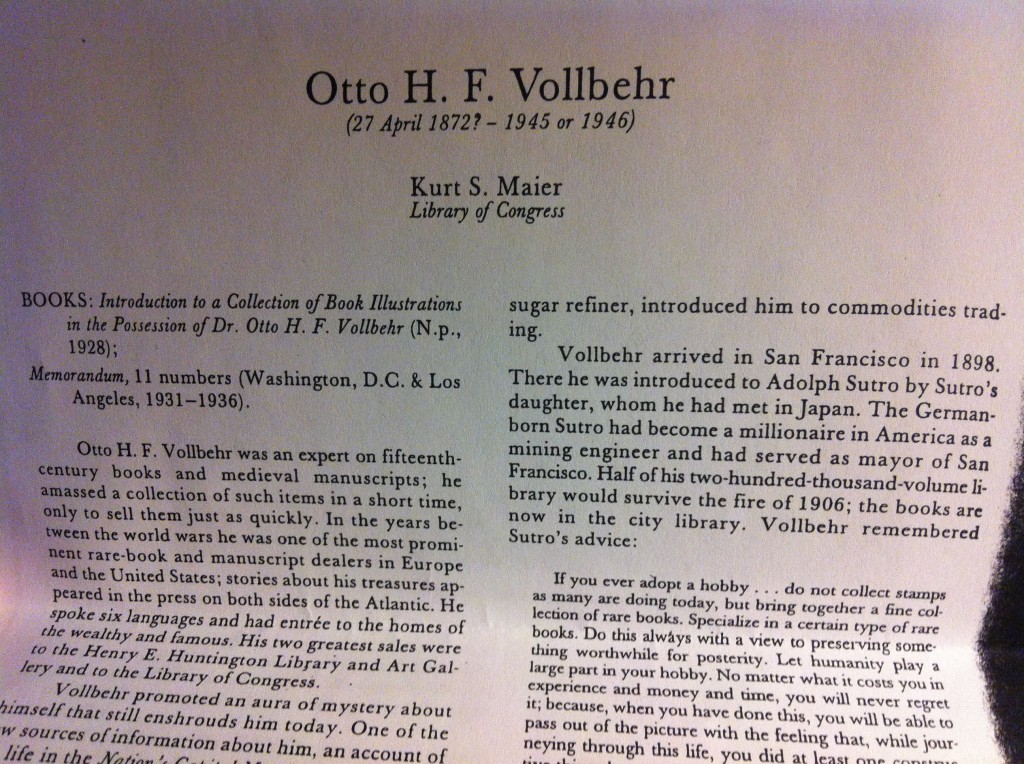 Otto H. F. Vollbehr
(27 April 1872? – 1945 or 1946)
Kurt S. Maier
Library of Congress
BOOKS: Introduction to a Collection of Book Illustrations
in the Possession of Dr. Otto H. F. Vollbehr (N.p.,
1928);
Memorandum, 11 numbers (Washington, D.C. & Los
Angeles, 1931–1936).
Otto H. F. Vollbehr was an expert on fifteenth-
century books and medieval manuscripts; he
amassed a collection of such items in a short time,
only to sell them just as quickly. In the years be-
tween the world wars he was one of the most promi-
nent rare-book and manuscript dealers in Europe
and the United States; stories about his treasures ap-
peared in the press on both sides of the Atlantic. He
spoke six languages and had entrée to the homes of
the wealthy and famous. His two greatest sales were
to the Henry E. Huntington Library and Art Gal-
lery and to the Library of Congress.
Vollbehr promoted an aura of mystery about
himself that still enshrouds him today. One of the
w sources of information about him, an account of
life in the Nation's
sugar refiner, introduced him to commodities trad-
ing.
Vollbehr arrived in San Francisco in 1898.
There he was introduced to Adolph Sutro by Sutro's
daughter, whom he had met in Japan. The German-
born Sutro had become a millionaire in America as a
mining engineer and had served as mayor of San
Francisco. Half of his two-hundred-thousand-volume li-
brary would survive the fire of 1906; the books are
now in the city library. Vollbehr remembered
Sutro's advice:
If you ever adopt a hobby . . . do not collect stamps
as many are doing today, but bring together a fine col-
lection of rare books. Specialize in a certain type of rare
books. Do this always with a view to preserving some-
thing worthwhile for posterity. Let humanity play a
large part in your hobby. No matter what it costs you in
experience and money and time, you will never regret
it; because, when you have done this, you will be able to
pass out of the picture with the feeling that, while jour-
neying through this life, you did at least one